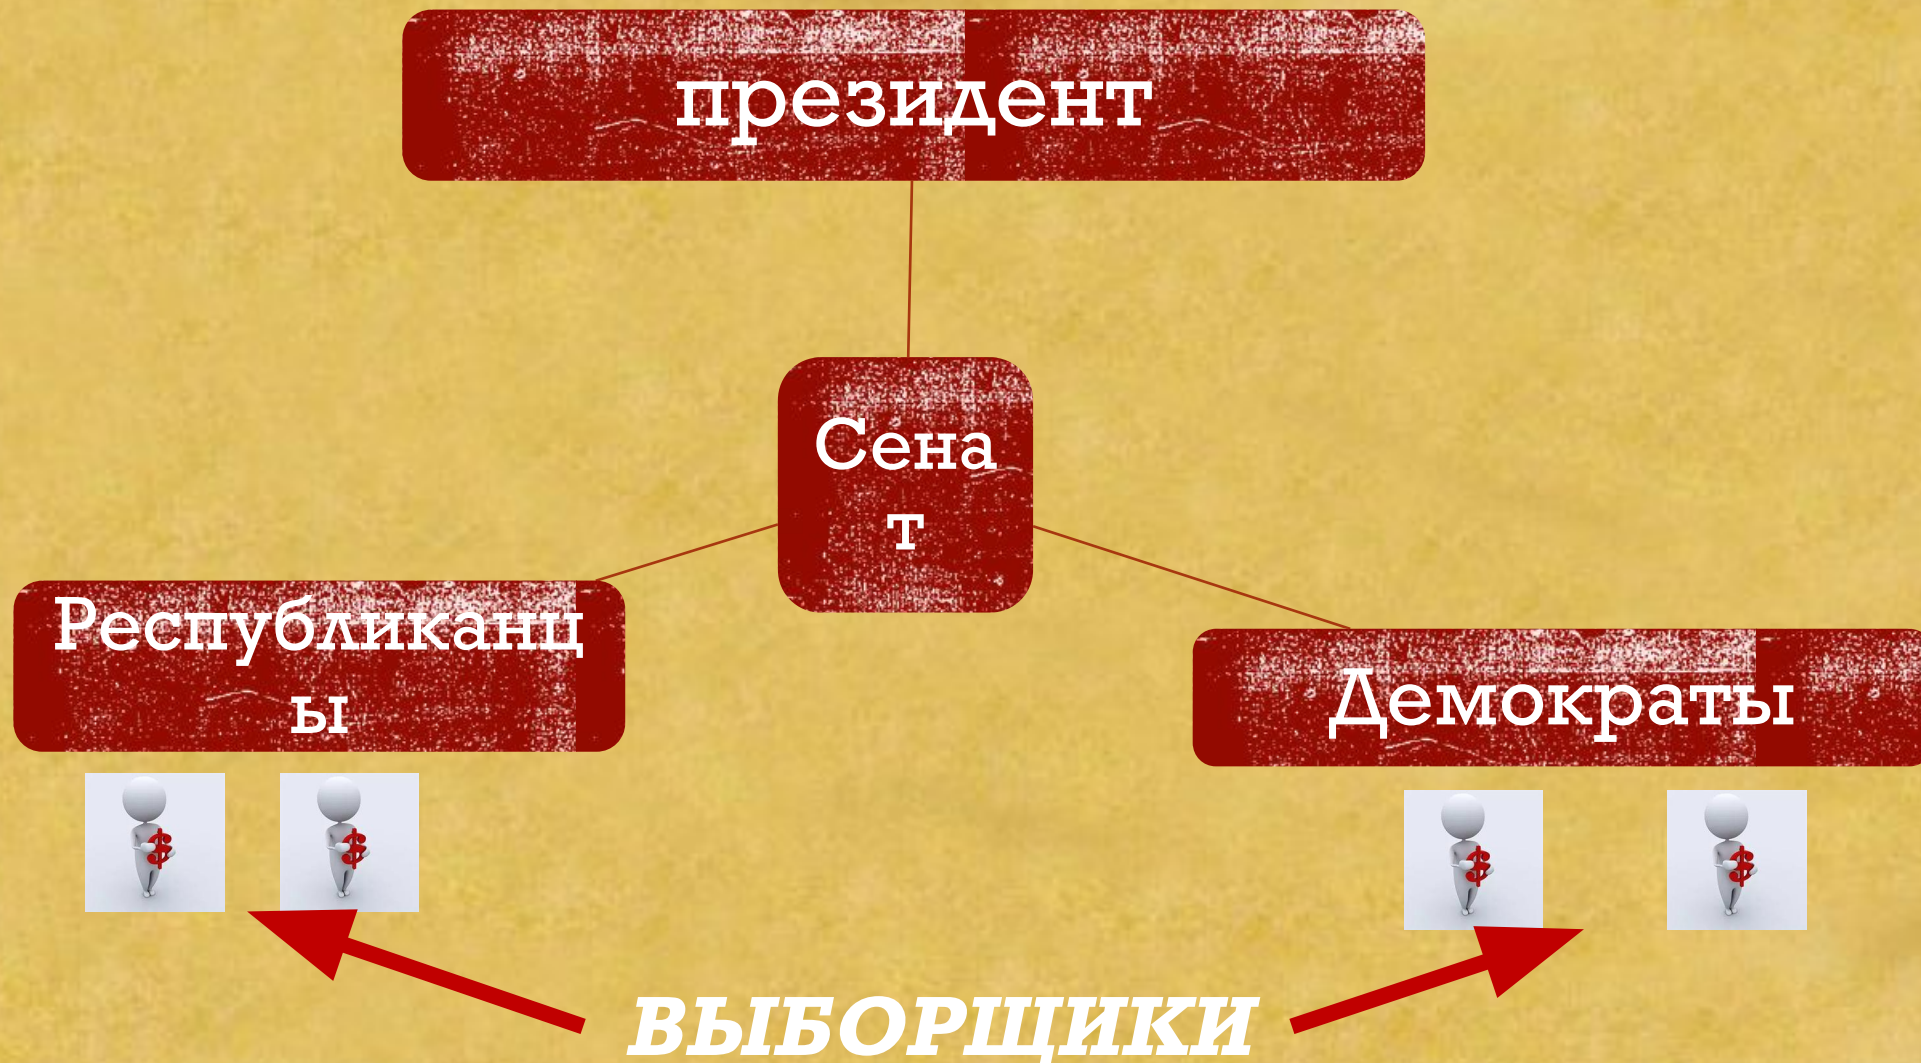 президент
Сена
т
Республиканц
ы
Демократы
ВЫБОРЩИКИ